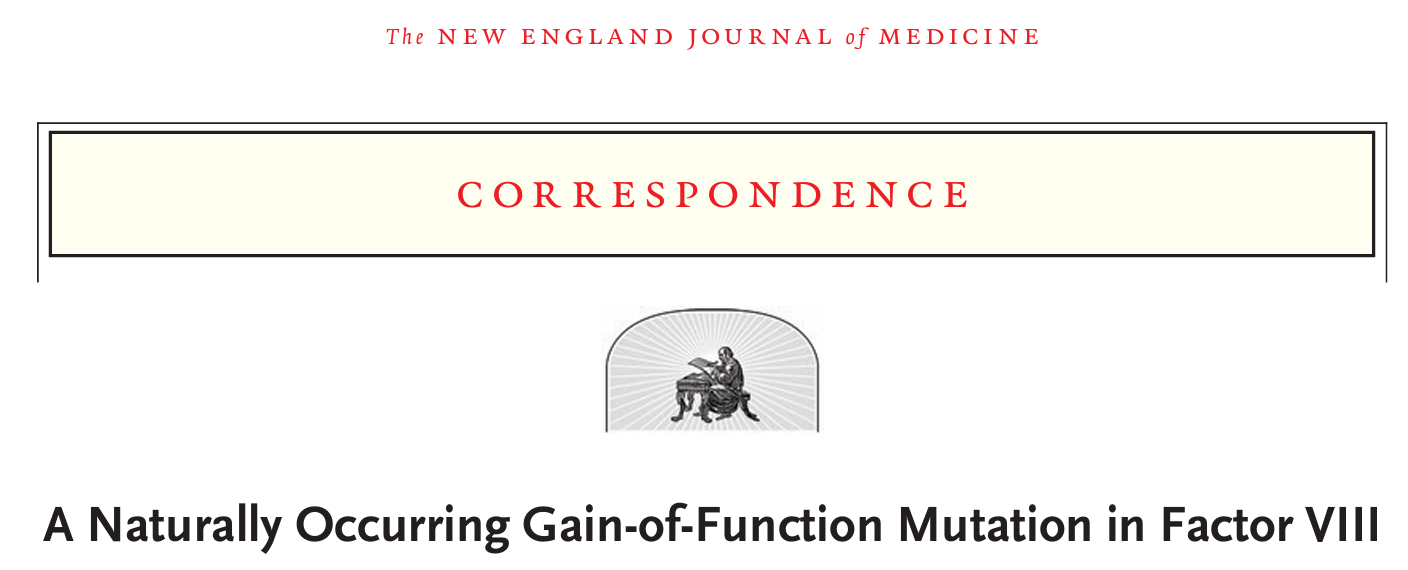 The NEW ENGLAND JOURNAL of MEDICINE
CORRESPONDENCE
A Naturally Occurring Gain-of-Function Mutation in Factor VIII